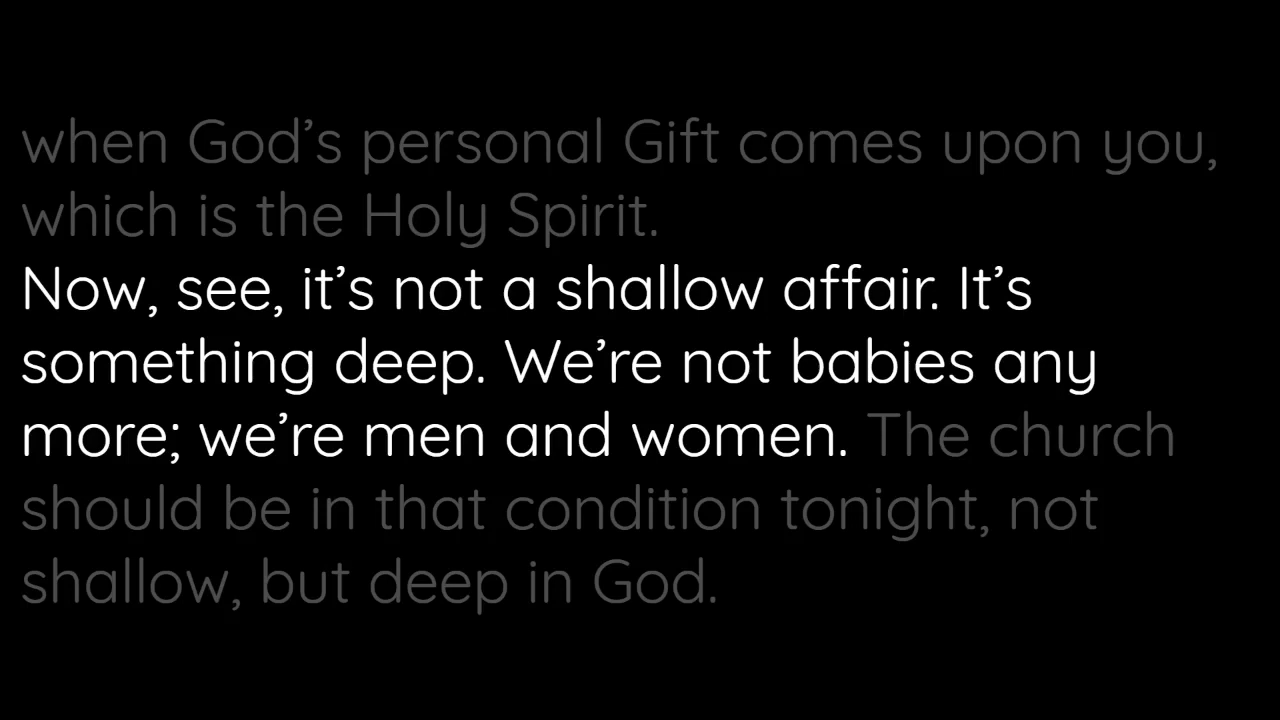 when God’s personal Gift comes upon you,
which is the Holy Spirit.
Now, see, it’s not a shallow affair. It’s
something deep. We’re not babies any
more; we’re men and women. The church
should be in that condition tonight, not
shallow, but deep in God.